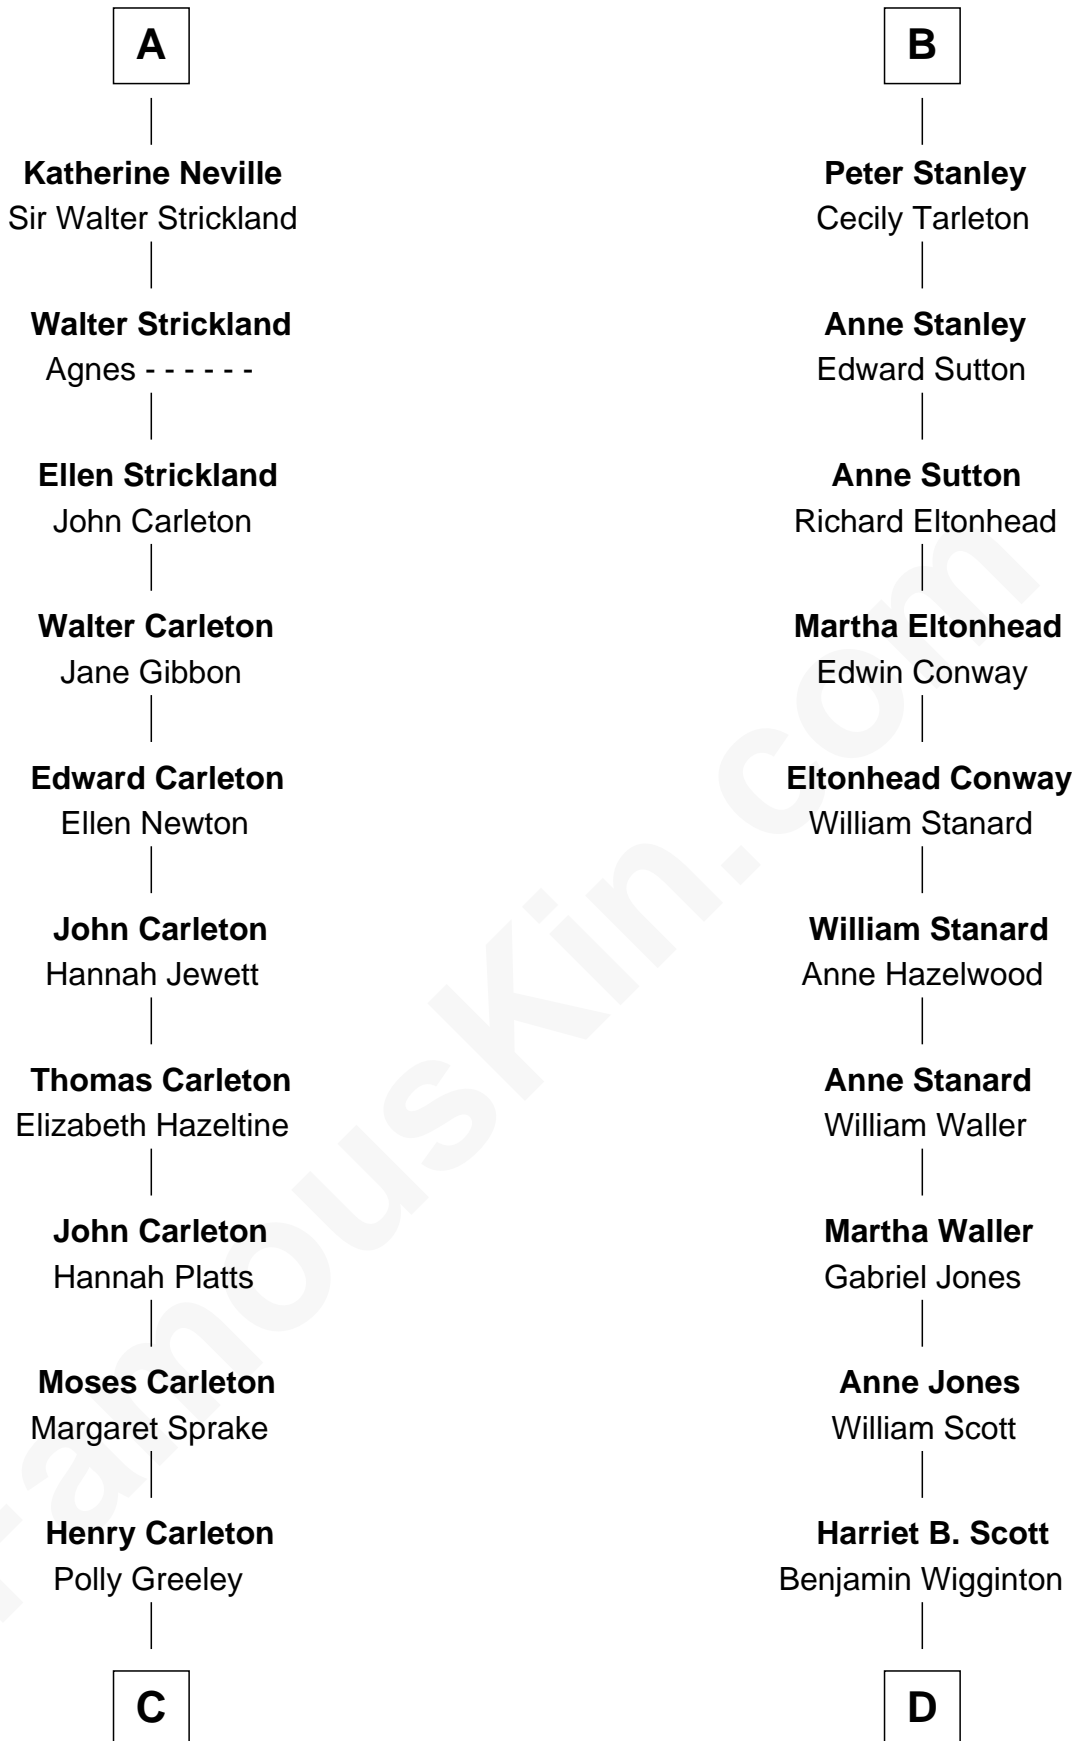 A
Katherine Neville
Sir Walter Strickland
Walter Strickland
Agnes - - - - - -
Ellen Strickland
John Carleton
Walter Carleton
Jane Gibbon
Edward Carleton
Ellen Newton
John Carleton
Hannah Jewett
Thomas Carleton
Elizabeth Hazeltine
John Carleton
Hannah Platts
Moses Carleton
Margaret Sprake
Henry Carleton
Polly Greeley
C
B
Peter Stanley
Cecily Tarleton
Anne Stanley
Edward Sutton
Anne Sutton
Richard Eltonhead
Martha Eltonhead
Edwin Conway
Eltonhead Conway
William Stanard
William Stanard
Anne Hazelwood
Anne Stanard
William Waller
Martha Waller
Gabriel Jones
Anne Jones
William Scott
Harriet B. Scott
Benjamin Wigginton
D
FamousKin.com